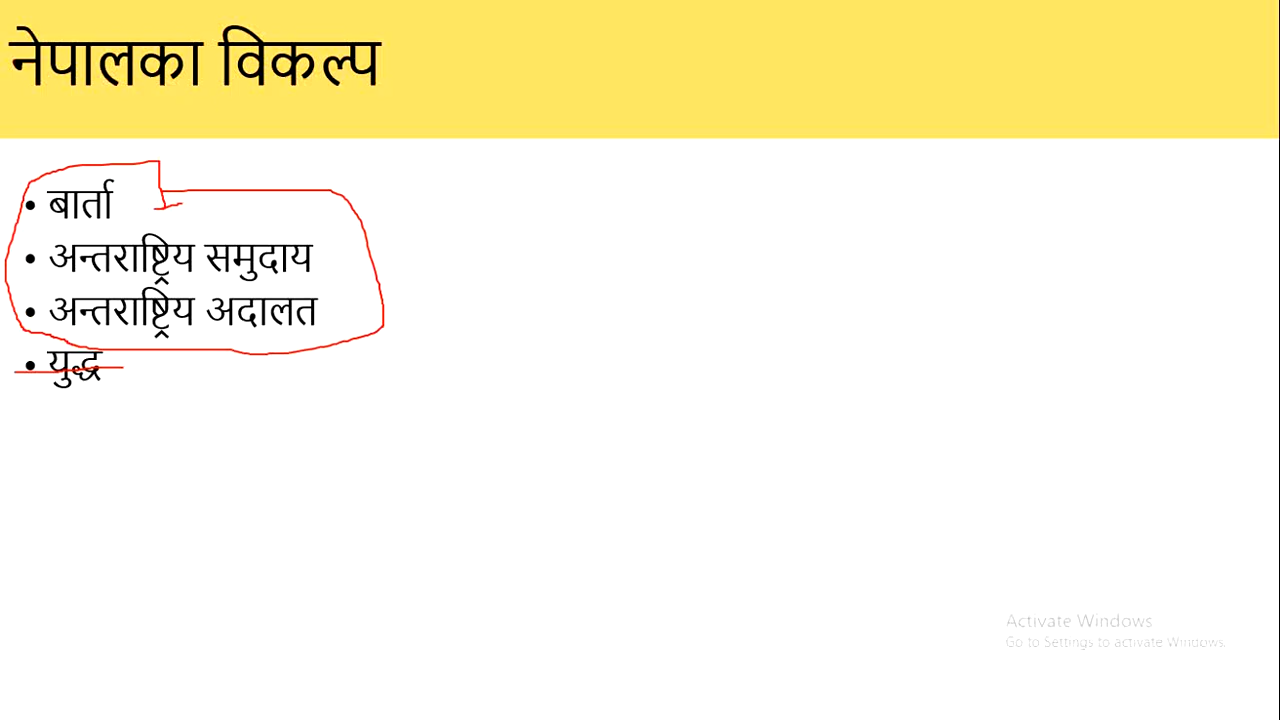 नेपालका विकल्प
• बार्ता
• अन्तराष्ट्रिय समुदाय
• अन्तराष्ट्रिय अदालत
• युद्ध
Activate Windows
Go to Settings to activate Windows.